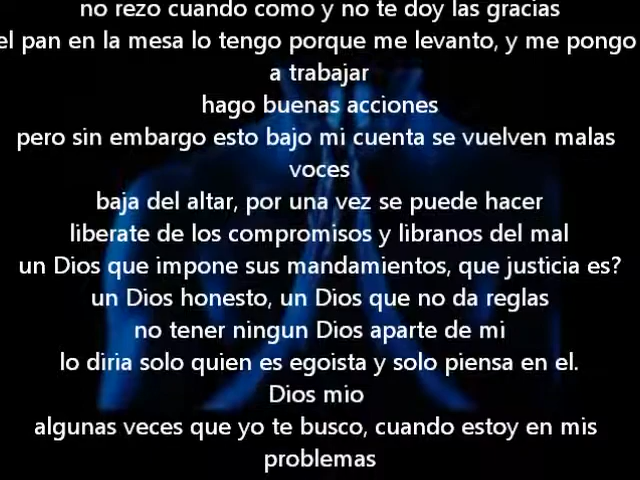 no rezo cuando como y no te doy las gracias
el pan en la mesa lo tengo porque me levanto, y me pongo
a trabajar
hago buenas acciones
pero sin embargo esto bajo mi cuenta se vuelven malas
voces
baja del altar, por una vez se puede hacer
liberate de los compromisos y libranos del mal
un Dios que impone sus mandamientos, que justicia es?
un Dios honesto, un Dios que no da reglas
no tener ningun Dios aparte de mi
lo diria solo quien es egoista y solo piensa en el.
Dios mio
algunas veces que yo te busco, cuando estoy en mis
problemas